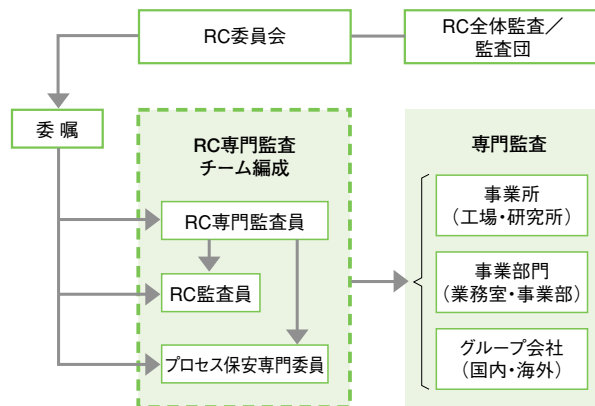 RC委員会
RC全体監査／
監査団
委 嘱
RC専門監査
チーム編成
RC専門監査員
RC監査員
プロセス保安専門委員
専門監査
事業所
（工場・研究所）
事業部門
（業務室・事業部）
グループ会社
（国内・海外）